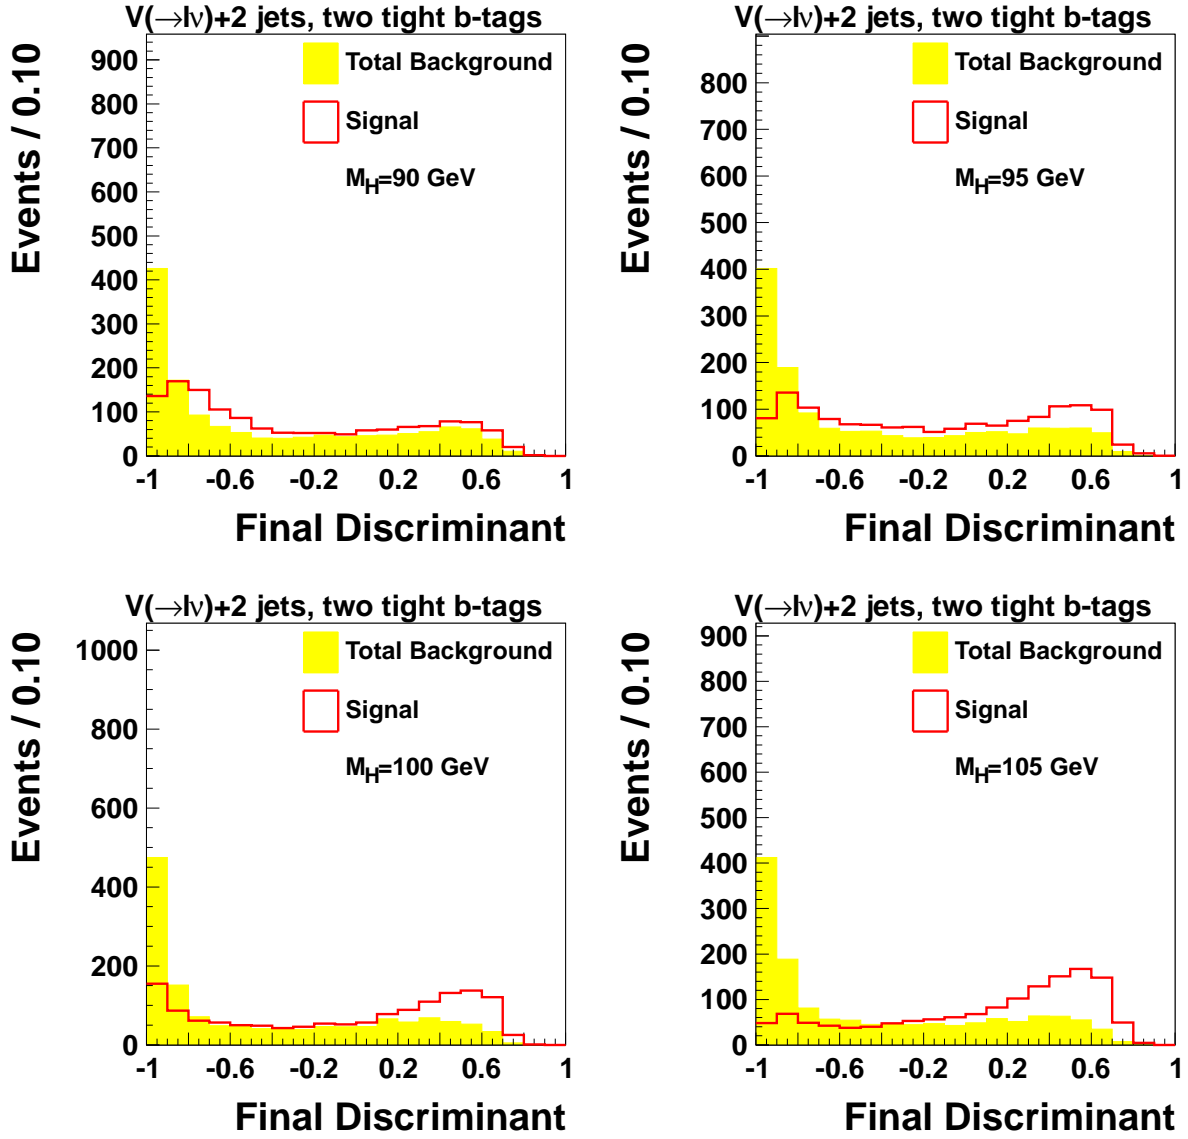 V(→lν)+2 jets, two tight b-tags
Events / 0.10
900
800
700
600
500
400
300
200
100
0
Total Background
Signal
M_H=90 GeV
-1 -0.6 -0.2 0.2 0.6 1
Final Discriminant
V(→lν)+2 jets, two tight b-tags
Events / 0.10
800
700
600
500
400
300
200
100
0
Total Background
Signal
M_H=95 GeV
-1 -0.6 -0.2 0.2 0.6 1
Final Discriminant
V(→lν)+2 jets, two tight b-tags
Events / 0.10
1000
800
600
400
200
0
Total Background
Signal
M_H=100 GeV
-1 -0.6 -0.2 0.2 0.6 1
Final Discriminant
V(→lν)+2 jets, two tight b-tags
Events / 0.10
900
800
700
600
500
400
300
200
100
0
Total Background
Signal
M_H=105 GeV
-1 -0.6 -0.2 0.2 0.6 1
Final Discriminant